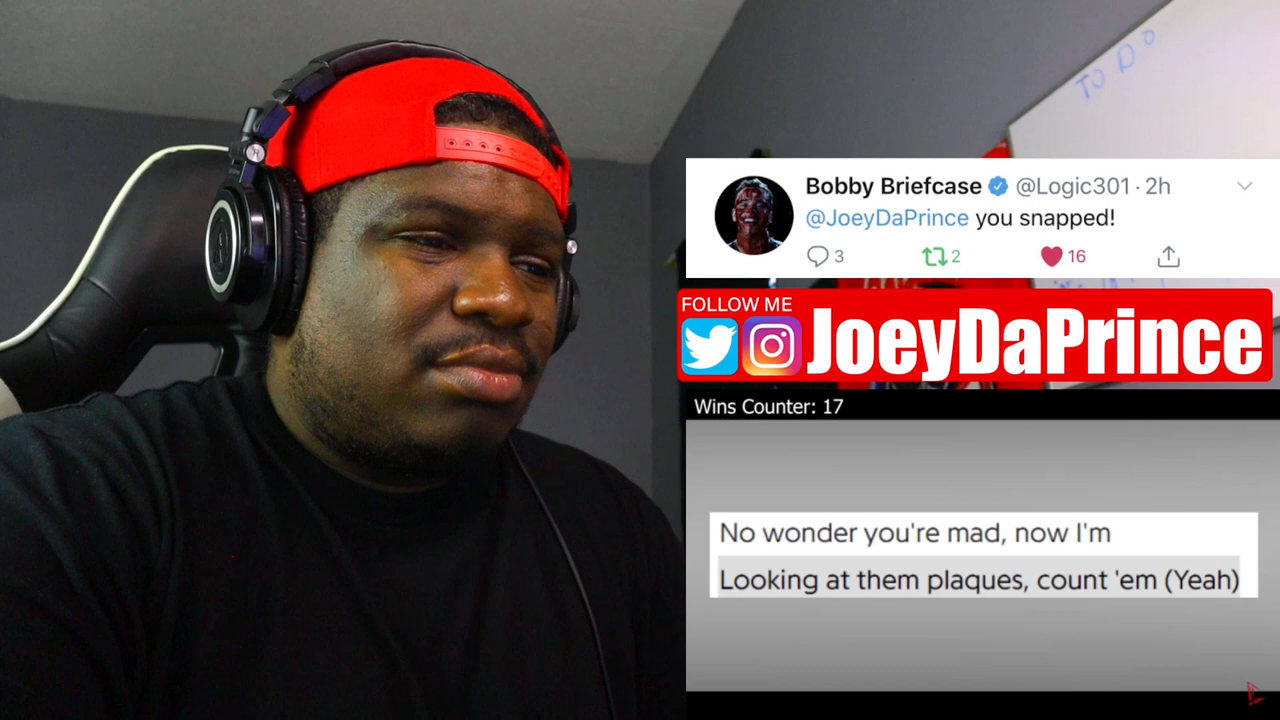 TO DO
Bobby Briefcase @Logic301 · 2h
@JoeyDaPrince you snapped!
3 2 16
FOLLOW ME
JoeyDaPrince
Wins Counter: 17
No wonder you're mad, now I'm
Looking at them plaques, count 'em (Yeah)